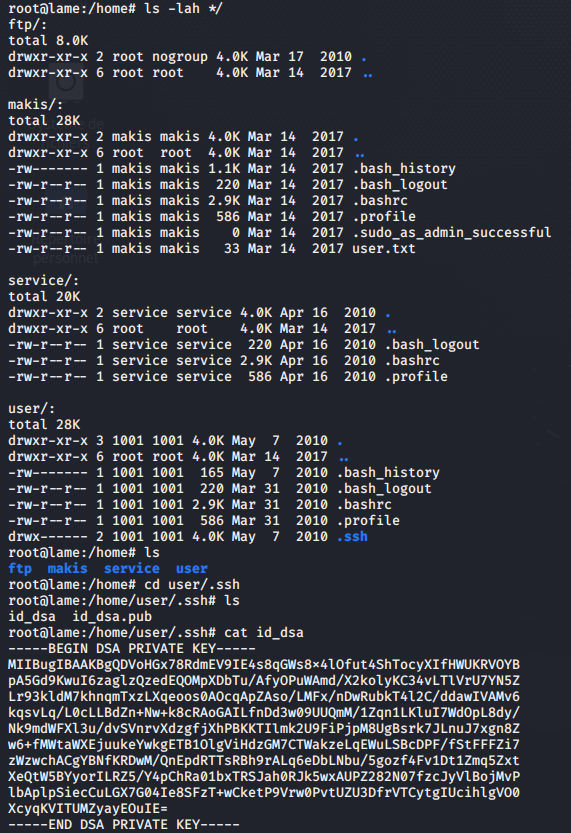 root@lame:/home# ls -lah */
ftp/:
total 8.0K
drwxr-xr-x 2 root nogroup 4.0K Mar 17  2010 .
drwxr-xr-x 6 root root    4.0K Mar 14  2017 ..

makis/:
total 28K
drwxr-xr-x 2 makis makis 4.0K Mar 14  2017 .
drwxr-xr-x 6 root  root  4.0K Mar 14  2017 ..
-rw------- 1 makis makis 1.1K Mar 14  2017 .bash_history
-rw-r--r-- 1 makis makis  220 Mar 14  2017 .bash_logout
-rw-r--r-- 1 makis makis 2.9K Mar 14  2017 .bashrc
-rw-r--r-- 1 makis makis  586 Mar 14  2017 .profile
-rw-r--r-- 1 makis makis    0 Mar 14  2017 .sudo_as_admin_successful
-rw-r--r-- 1 makis makis   33 Mar 14  2017 user.txt
personnel

service/:
total 20K
drwxr-xr-x 2 service service 4.0K Apr 16  2010 .
drwxr-xr-x 6 root    root    4.0K Mar 14  2017 ..
-rw-r--r-- 1 service service  220 Apr 16  2010 .bash_logout
-rw-r--r-- 1 service service 2.9K Apr 16  2010 .bashrc
-rw-r--r-- 1 service service  586 Apr 16  2010 .profile

user/:
total 28K
drwxr-xr-x 3 1001 1001 4.0K May  7  2010 .
drwxr-xr-x 6 root root 4.0K Mar 14  2017 ..
-rw------- 1 1001 1001  165 May  7  2010 .bash_history
-rw-r--r-- 1 1001 1001  220 Mar 31  2010 .bash_logout
-rw-r--r-- 1 1001 1001 2.9K Mar 31  2010 .bashrc
-rw-r--r-- 1 1001 1001  586 Mar 31  2010 .profile
drwx------ 2 1001 1001 4.0K May  7  2010 .ssh
root@lame:/home# ls
ftp  makis  service  user
root@lame:/home# cd user/.ssh
root@lame:/home/user/.ssh# ls
id_dsa  id_dsa.pub
root@lame:/home/user/.ssh# cat id_dsa
-----BEGIN DSA PRIVATE KEY-----
MIIBugIBAAKBgQDVoHGx78RdmEV9IE4s8qGWs8×4lOfut4ShTocyXIfHWUKRVOYB
pA5Gd9KwuI6zaglzQzedEQOMpXDbTu/AfyOPuWAmd/X2kolyKC34vLTlVrU7YN5Z
Lr93kldM7khnqmTxzLXqeoos0AOcqApZAso/LMFx/nDwRubkT4l2C/ddawIVAMv6
kqsvLq/L0cLLBdZn+Nw+k8cRAoGAILfnDd3w09UUQmM/1Zqn1LKluI7WdOpL8dy/
Nk9mdWFXl3u/dvSVnrvXdzgfjXhPBKKTIlmk2U9FiPjpM8UgBsrk7JLnuJ7xgn8Z
w6+fMWtaWXEjuukeYwkgETB1OlgViHdzGM7CTWakzeLqEWuLSBcDPF/fStFFFZi7
zWzwchACgYBNfKRDwM/QnEpdRTTsRBh9rALq6eDbLNbu/5gozf4Fv1Dt1Zmq5Zxt
XeQtW5BYyorILRZ5/Y4pChRa01bxTRSJah0RJk5wxAUPZ282N07fzcJyVlBojMvP
lbAplpSiecCuLGX7G04Ie8SFzT+wCketP9Vrw0PvtUZU3DfrVTCytgIUcihlgVO0
XcyqKVITUMZyayEOuIE=
-----END DSA PRIVATE KEY-----